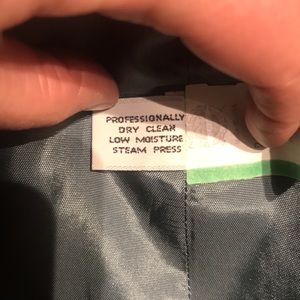 PROFESSIONALLY
DRY CLEAN
LOW MOISTURE
STEAM PRESS